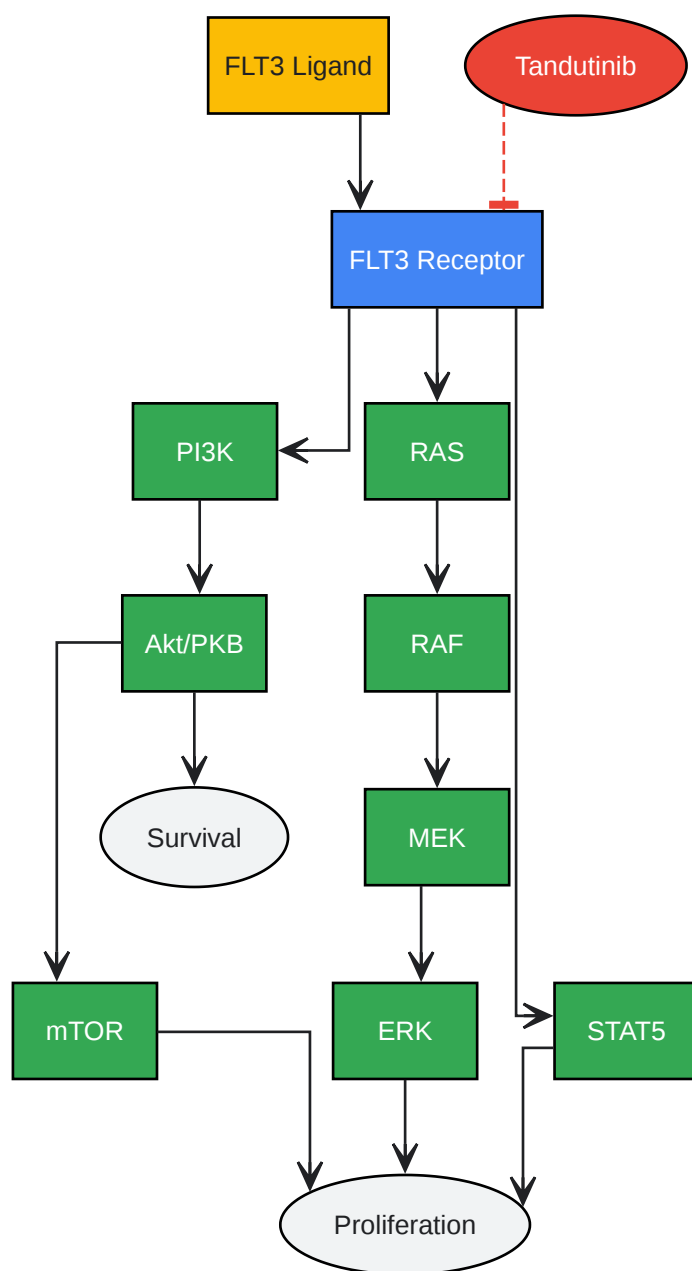 FLT3 Ligand
Tandutinib
FLT3 Receptor
PI3K
RAS
Akt/PKB
RAF
Survival
MEK
mTOR
ERK
STAT5
Proliferation